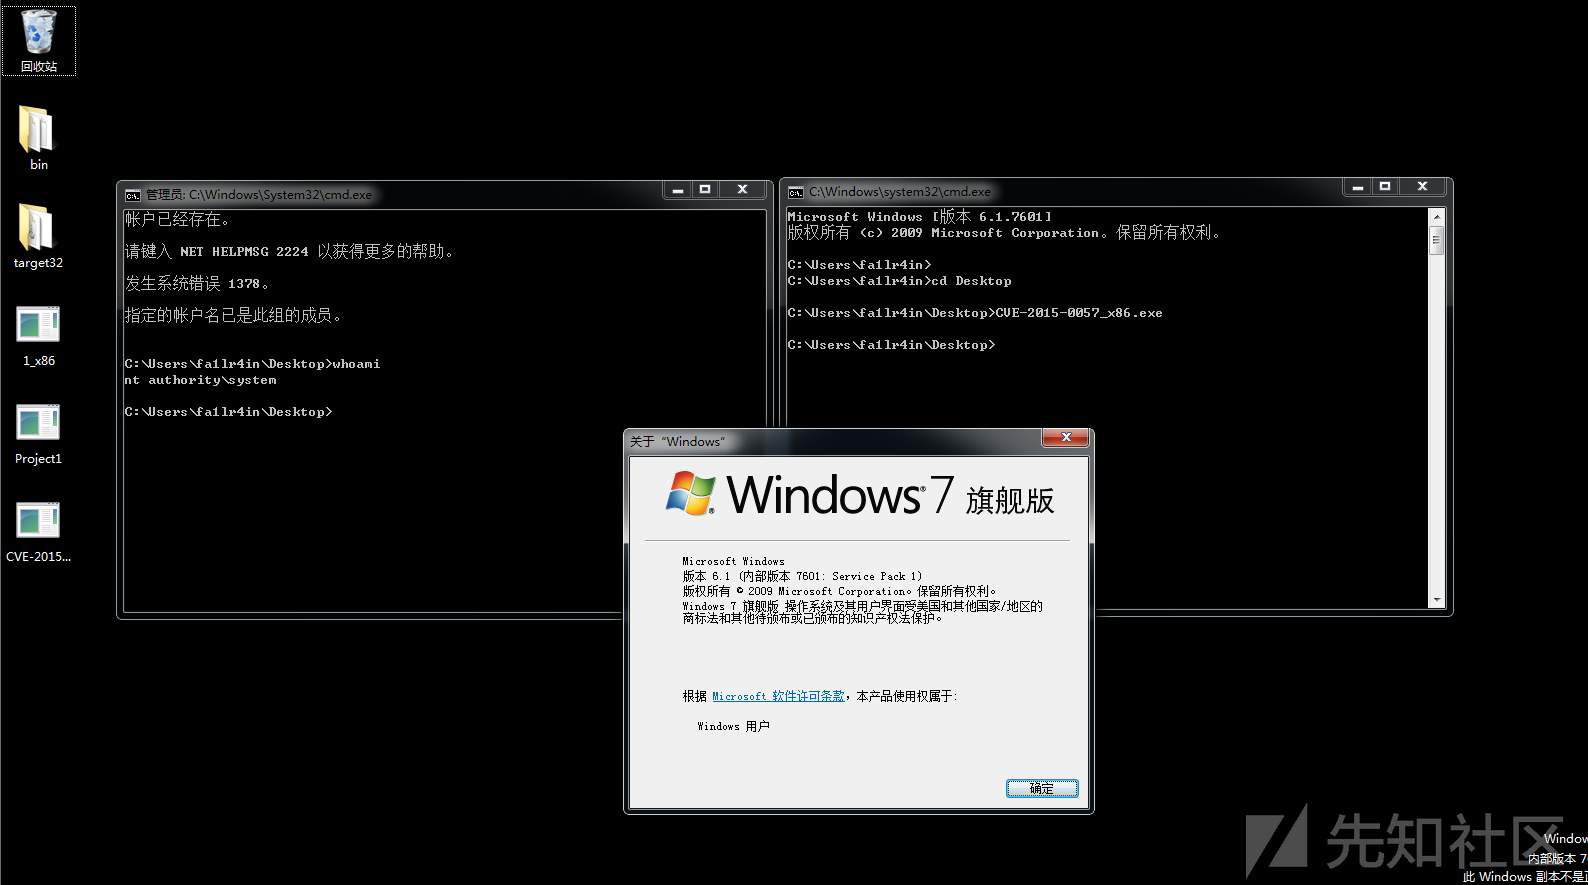 回收站
bin
target32
1_x86
Project1
CVE-2015...
管理员: C:\Windows\System32\cmd.exe
帐户已经存在。
请键入 NET HELPMSG 2224 以获得更多的帮助。
发生系统错误 1378。
指定的帐户名已是此组的成员。
C:\Users\fa1lr4in\Desktop>whoami
nt authority\system
C:\Users\fa1lr4in\Desktop>
C:\Windows\system32\cmd.exe
Microsoft Windows [版本 6.1.7601]
版权所有 (c) 2009 Microsoft Corporation。保留所有权利。
C:\Users\fa1lr4in>
C:\Users\fa1lr4in>cd Desktop
C:\Users\fa1lr4in\Desktop>CVE-2015-0057_x86.exe
C:\Users\fa1lr4in\Desktop>
关于 “Windows”
Windows 7 旗舰版
Microsoft Windows
版本 6.1 (内部版本 7601: Service Pack 1)
版权所有 © 2009 Microsoft Corporation。保留所有权利。
Windows 7 旗舰版 操作系统及其用户界面受美国和其他国家/地区的
商标法和其他待颁布或已颁布的知识产权法保护。
根据 Microsoft 软件许可条款，本产品使用权属于:
Windows 用户
确定
先知社区
Window
内部版本 7
此 Windows 副本不是